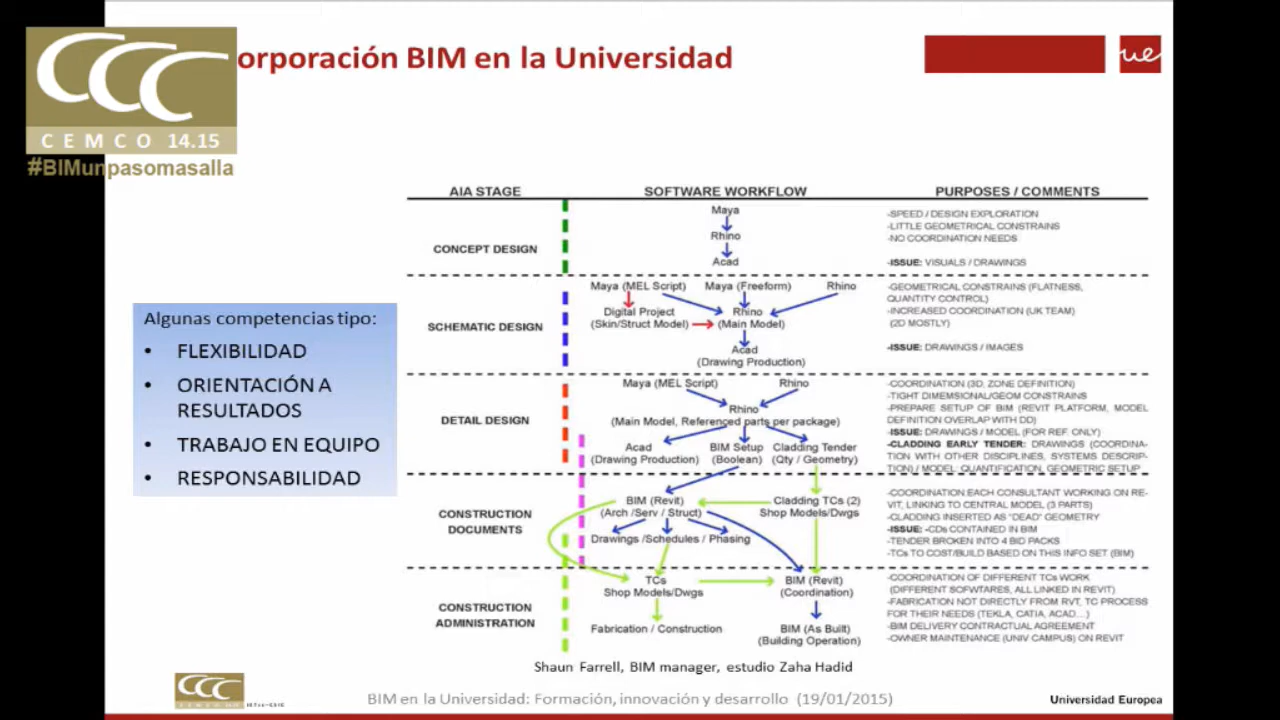 orporación BIM en la Universidad
ue
CCC
CEMCO 14.15
#BIMunpasomasalla
AIA STAGE
SOFTWARE WORKFLOW
PURPOSES / COMMENTS
CONCEPT DESIGN
Maya
Rhino
Acad
-SPEED / DESIGN EXPLORATION
-LITTLE GEOMETRICAL CONSTRAINS
-NO COORDINATION NEEDS
-ISSUE: VISUALS / DRAWINGS
SCHEMATIC DESIGN
Maya (MEL Script)
Maya (Freeform)
Rhino
Digital Project
(Skin/Struct Model)
Rhino
(Main Model)
Acad
(Drawing Production)
-GEOMETRICAL CONSTRAINS (FLATNESS,
QUANTITY CONTROL)
-INCREASED COORDINATION (UK TEAM)
(2D MOSTLY)
-ISSUE: DRAWINGS / IMAGES
DETAIL DESIGN
Maya (MEL Script)
Rhino
Rhino
(Main Model, Referenced parts per package)
Acad
(Drawing Production)
BIM Setup
(Boolean)
Cladding Tender
(Qty / Geometry)
-COORDINATION (3D, ZONE DEFINITION)
-TIGHT DIMEMSIONAL/GEOM CONSTRAINS
-PREPARE SETUP OF BIM (REVIT PLATFORM, MODEL
DEFINITION OVERLAP WITH DD)
-ISSUE: DRAWINGS / MODEL (FOR REF. ONLY)
-CLADDING EARLY TENDER: DRAWINGS (COORDINA-
TION WITH OTHER DISCIPLINES, SYSTEMS DESCRIP-
TION) / MODEL: QUANTIFICATION, GEOMETRIC SETUP
CONSTRUCTION
DOCUMENTS
BIM (Revit)
(Arch /Serv / Struct)
Cladding TCs (2)
Shop Models/Dwgs
Drawings /Schedules / Phasing
-COORDINATION EACH CONSULTANT WORKING ON RE-
VIT, LINKING TO CENTRAL MODEL (3 PARTS)
-CLADDING INSERTED AS "DEAD" GEOMETRY
-ISSUE: -CDs CONTAINED IN BIM
-TENDER BROKEN INTO 4 BID PACKS
-TCs TO COST/BUILD BASED ON THIS INFO SET (BIM)
CONSTRUCTION
ADMINISTRATION
TCs
Shop Models/Dwgs
BIM (Revit)
(Coordination)
Fabrication / Construction
BIM (As Built)
(Building Operation)
-COORDINATION OF DIFFERENT TCs WORK
(DIFFERENT SOFWTARES, ALL LINKED IN REVIT)
-FABRICATION NOT DIRECTLY FROM RVT, TC PROCESS
FOR THEIR NEEDS (TEKLA, CATIA, ACAD...)
-BIM DELIVERY CONTRACTUAL AGREEMENT
-OWNER MAINTENANCE (UNIV CAMPUS) ON REVIT
Algunas competencias tipo:
• FLEXIBILIDAD
• ORIENTACIÓN A
RESULTADOS
• TRABAJO EN EQUIPO
• RESPONSABILIDAD
Shaun Farrell, BIM manager, estudio Zaha Hadid
CCC
BIM en la Universidad: Formación, innovación y desarrollo (19/01/2015)
Universidad Europea